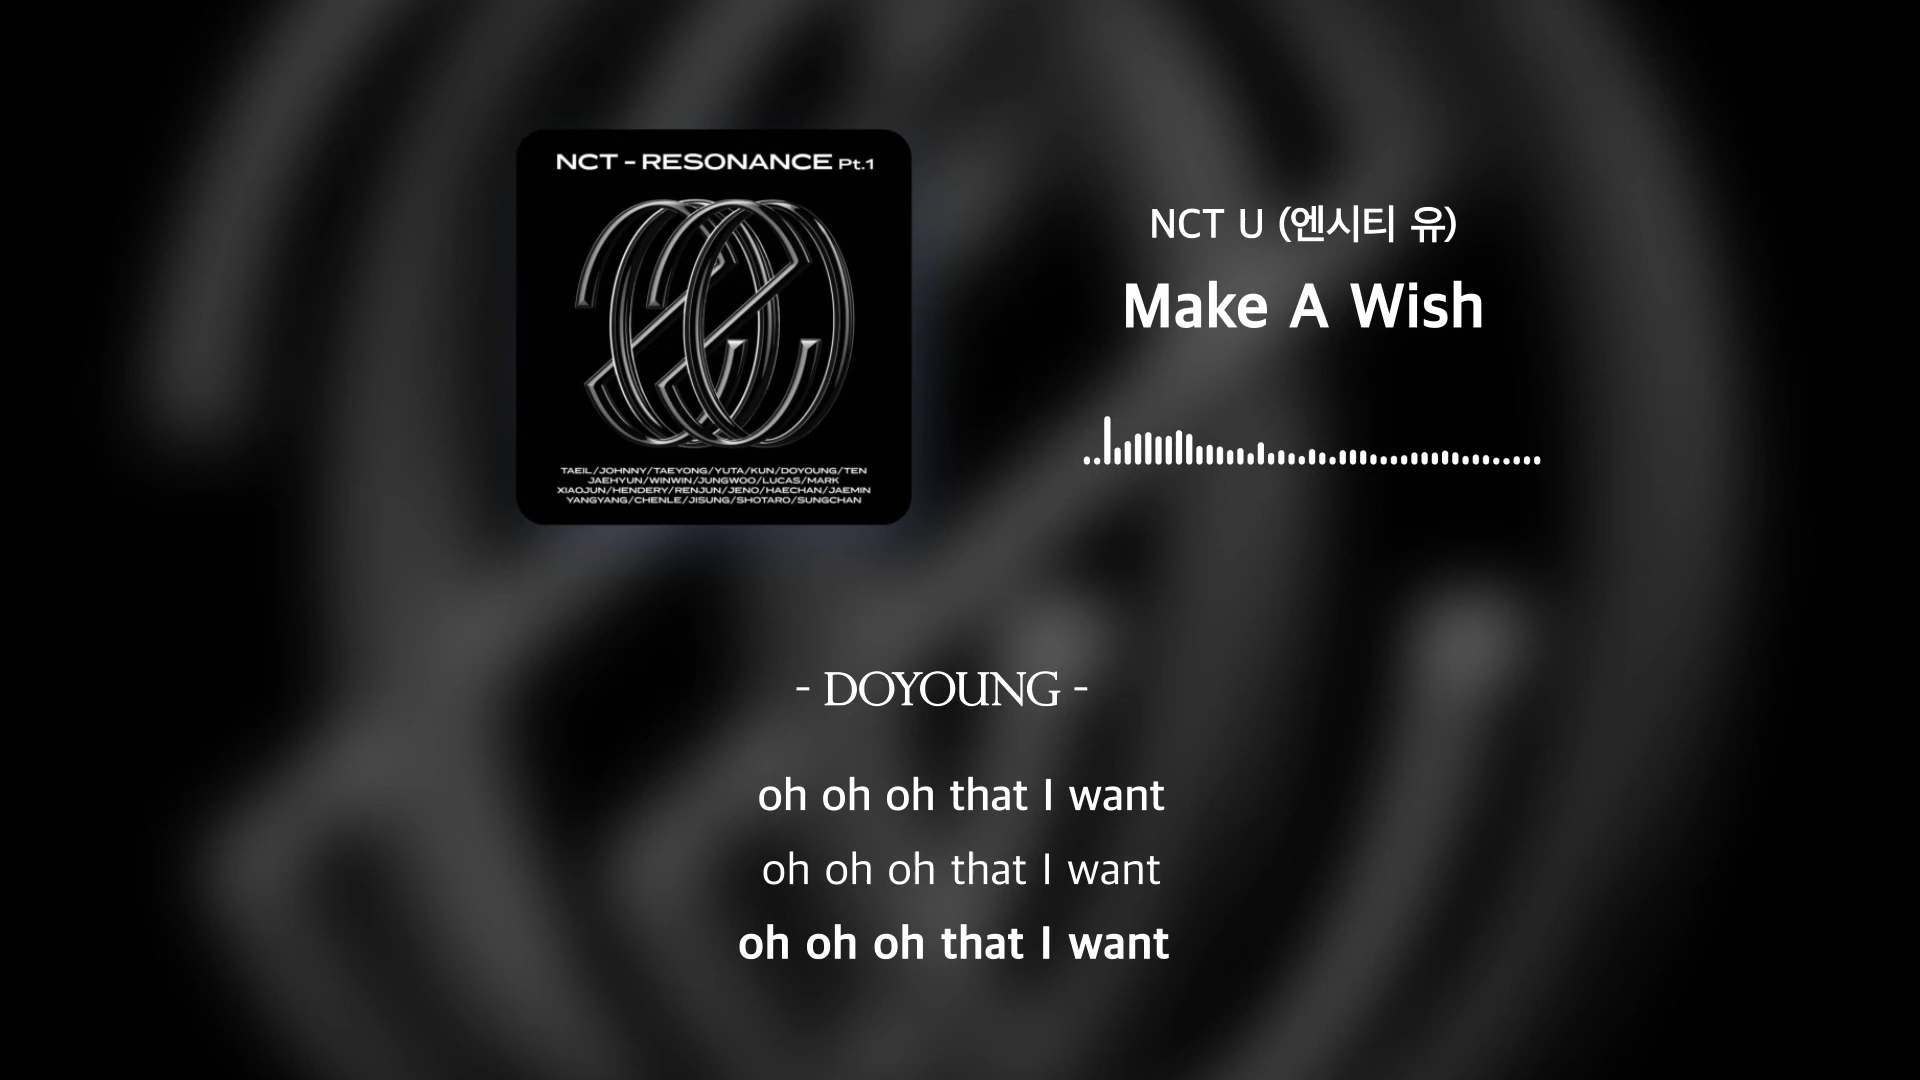 NCT - RESONANCE Pt.1
TAEIL/JOHNNY/TAEYONG/YUTA/KUN/DOYOUNG/TEN
JAEHYUN/WINWIN/JUNGWOO/LUCAS/MARK
XIAOJUN/HENDERY/RENJUN/JENO/HAECHAN/JAEMIN
YANGYANG/CHENLE/JISUNG/SHOTARO/SUNGCHAN
NCT U (엔시티 유)
Make A Wish
- DOYOUNG -
oh oh oh that I want
oh oh oh that I want
oh oh oh that I want